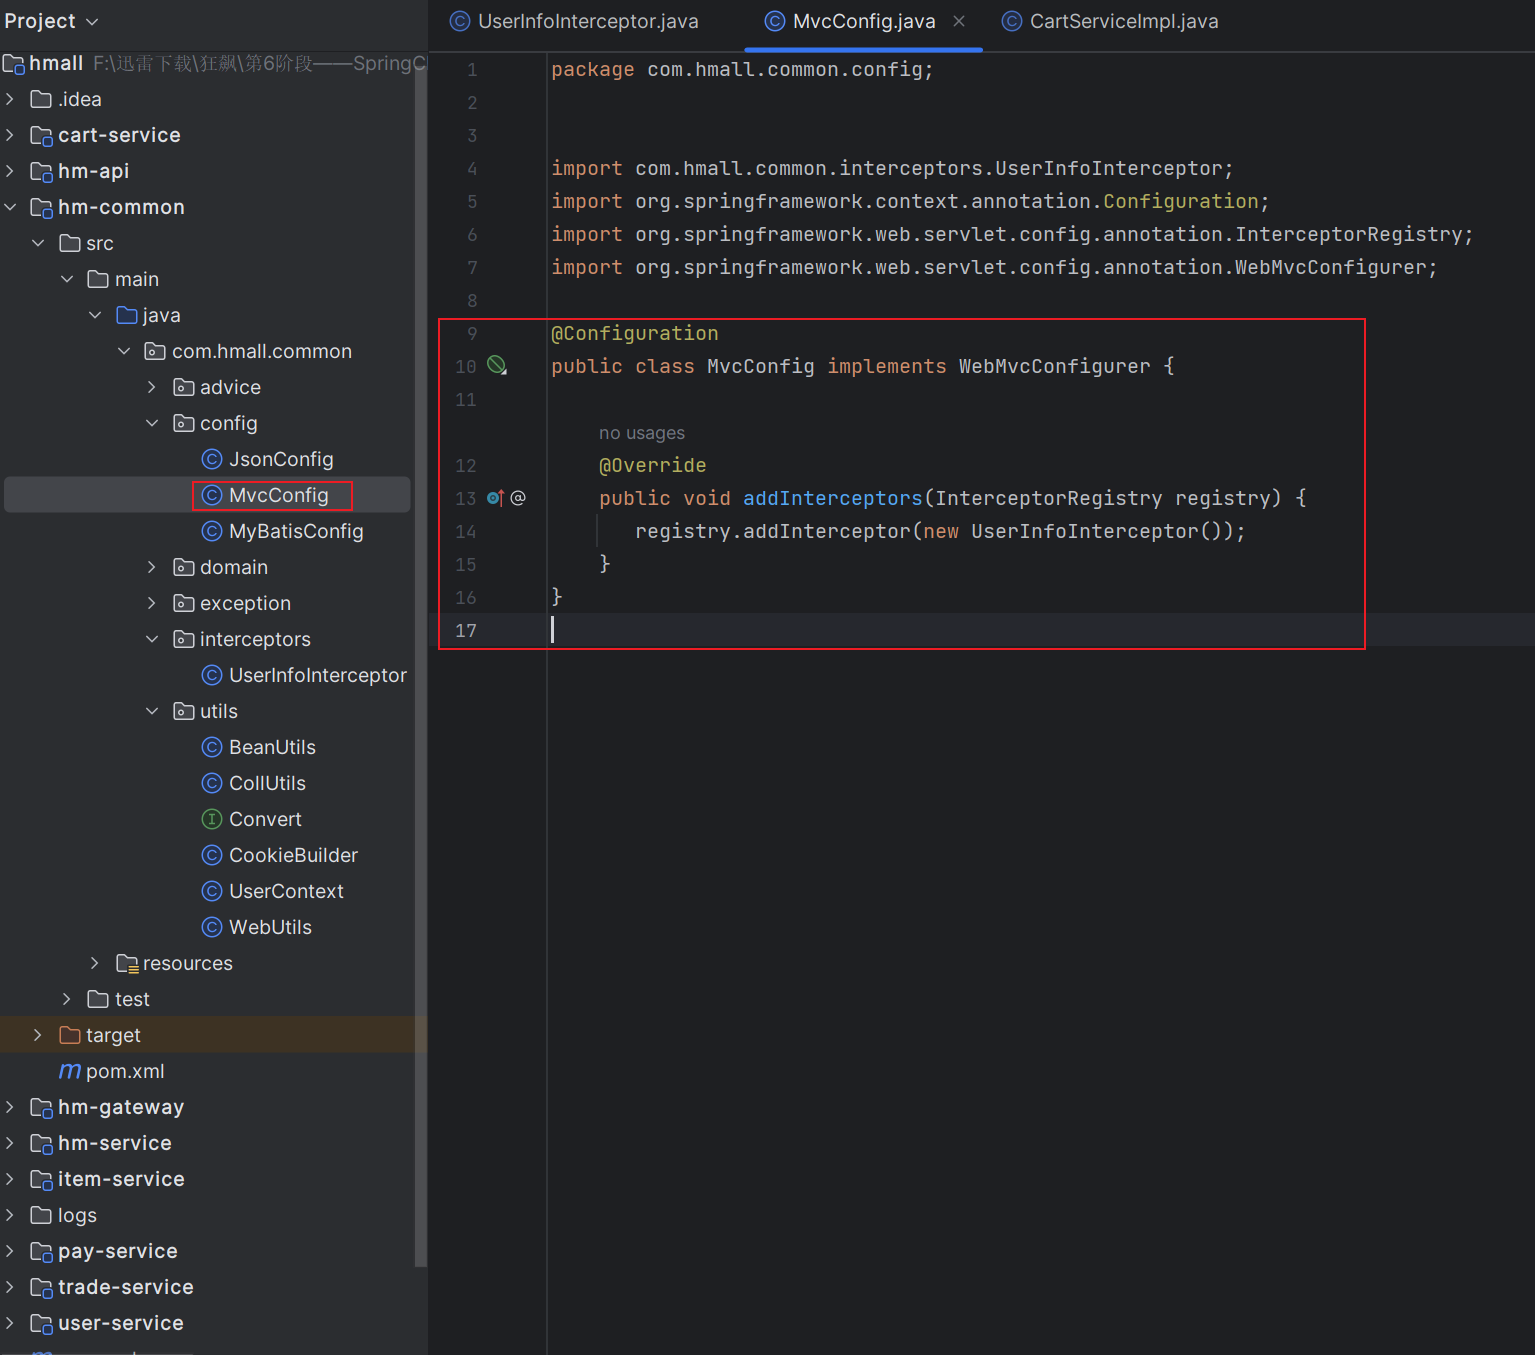 Project
hmall F:\迅雷下载\狂飙\第6阶段——SpringC
.idea
cart-service
hm-api
hm-common
src
main
java
com.hmall.common
advice
config
JsonConfig
MvcConfig
MyBatisConfig
domain
exception
interceptors
UserInfoInterceptor
utils
BeanUtils
CollUtils
Convert
CookieBuilder
UserContext
WebUtils
resources
test
target
pom.xml
hm-gateway
hm-service
item-service
logs
pay-service
trade-service
user-service
UserInfoInterceptor.java MvcConfig.java CartServiceImpl.java
1 package com.hmall.common.config;
2
3
4 import com.hmall.common.interceptors.UserInfoInterceptor;
5 import org.springframework.context.annotation.Configuration;
6 import org.springframework.web.servlet.config.annotation.InterceptorRegistry;
7 import org.springframework.web.servlet.config.annotation.WebMvcConfigurer;
8
9 @Configuration
10 public class MvcConfig implements WebMvcConfigurer {
11
no usages
12 @Override
13 @ public void addInterceptors(InterceptorRegistry registry) {
14 registry.addInterceptor(new UserInfoInterceptor());
15 }
16 }
17